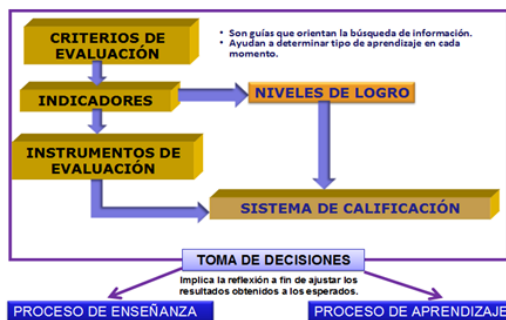 CRITERIOS DE
EVALUACIÓN
• Son guías que orientan la búsqueda de información.
• Ayudan a determinar tipo de aprendizaje en cada
momento.
INDICADORES
NIVELES DE LOGRO
INSTRUMENTOS DE
EVALUACIÓN
SISTEMA DE CALIFICACIÓN
TOMA DE DECISIONES
Implica la reflexión a fin de ajustar los
resultados obtenidos a los esperados.
PROCESO DE ENSEÑANZA
PROCESO DE APRENDIZAJE